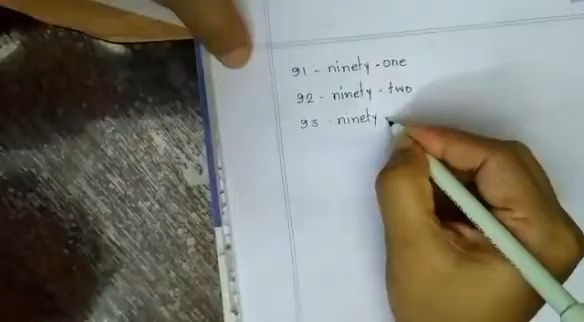 91 - ninety - one
92 - ninety - two
93 - ninety